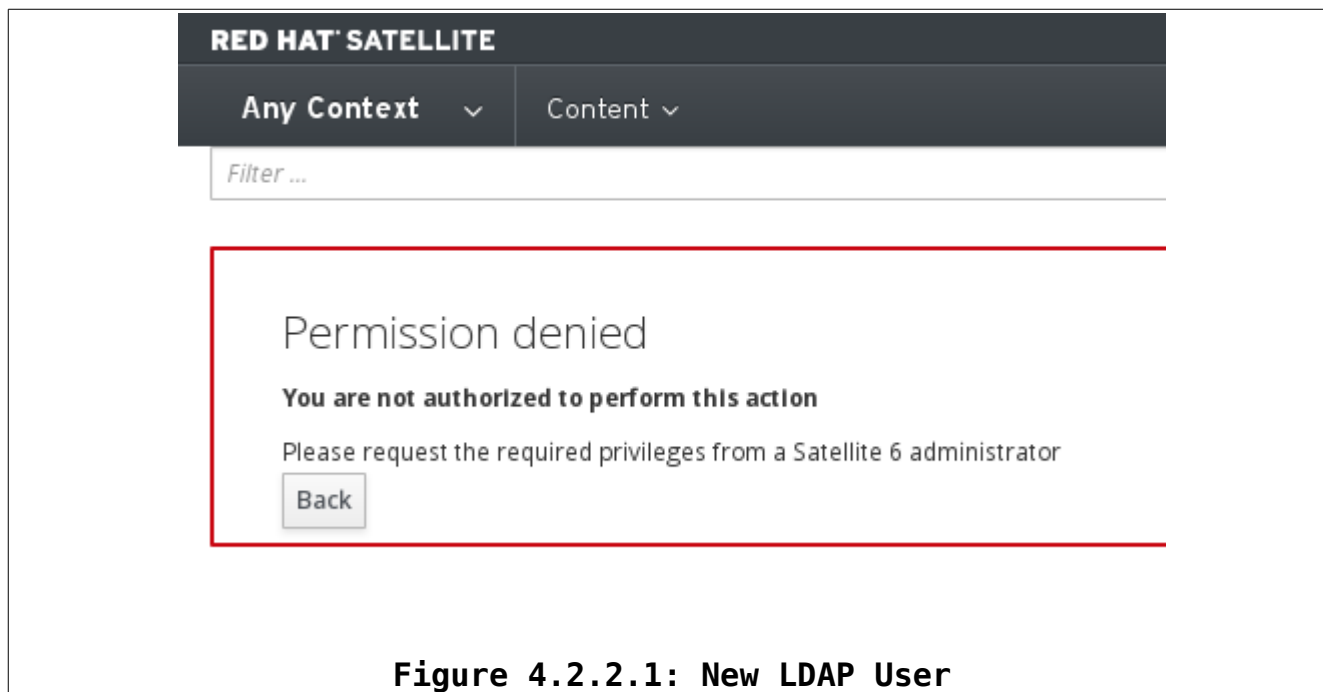 RED HAT® SATELLITE
Any Context Content
Filter ...
Permission denied
You are not authorized to perform this action
Please request the required privileges from a Satellite 6 administrator
Back
Figure 4.2.2.1: New LDAP User